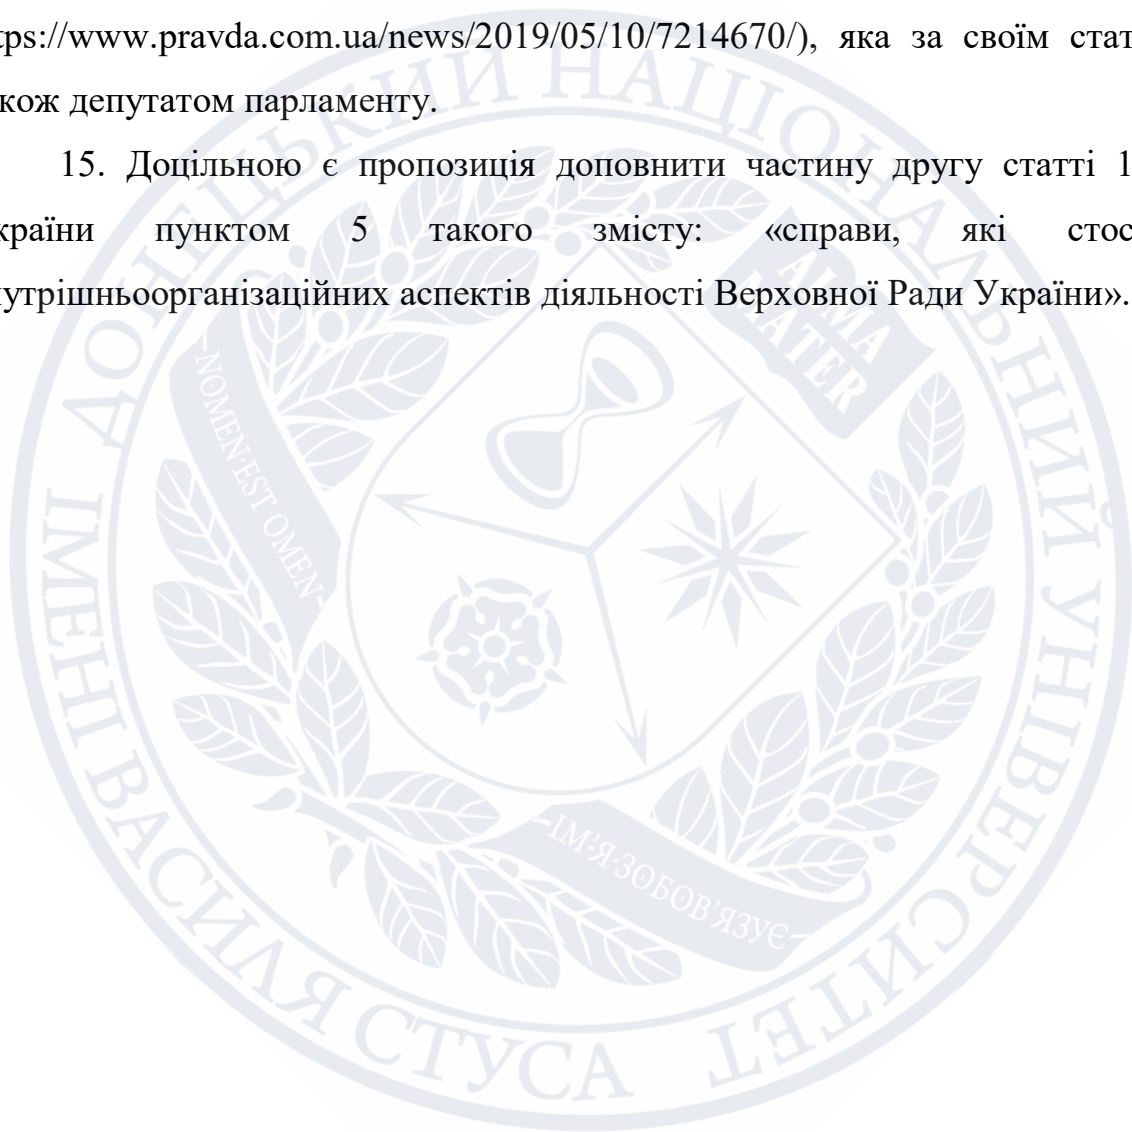 tps://www.pravda.com.ua/news/2019/05/10/7214670/), яка за своїм стат
кож депутатом парламенту.
15. Доцільною є пропозиція доповнити частину другу статті 1
країни пунктом 5 такого змісту: «справи, які стос
нутрішньоорганізаційних аспектів діяльності Верховної Ради України».
ДОНЕЦЬКИЙ НАЦІОНАЛЬНИЙ УНІВЕРСИТЕТ
ІМЕНІ ВАСИЛЯ СТУСА
ALMA
MATER
NOMEN·EST·OMEN
ІМ'Я·ЗОБОВ'ЯЗУЄ